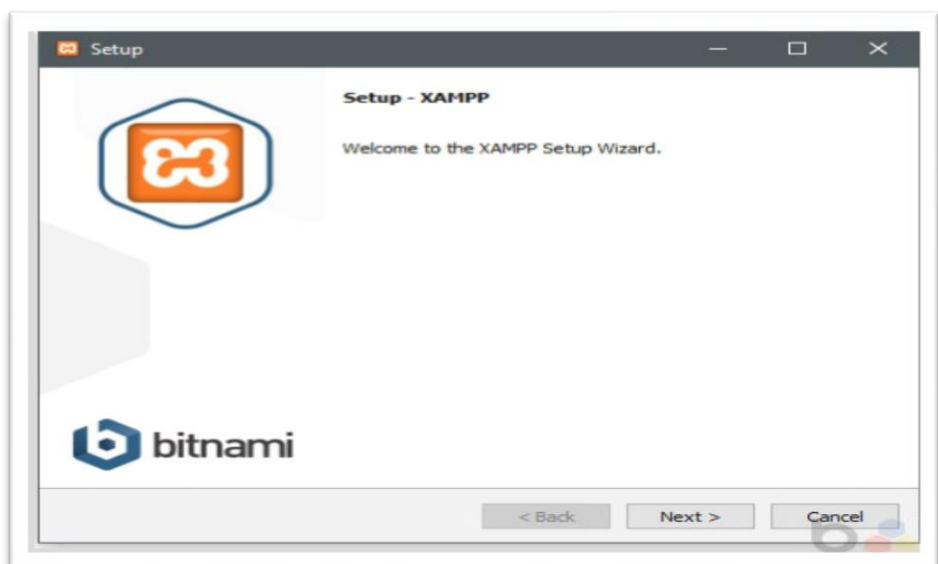 Setup
Setup - XAMPP
Welcome to the XAMPP Setup Wizard.
bitnami
< Back
Next >
Cancel
b